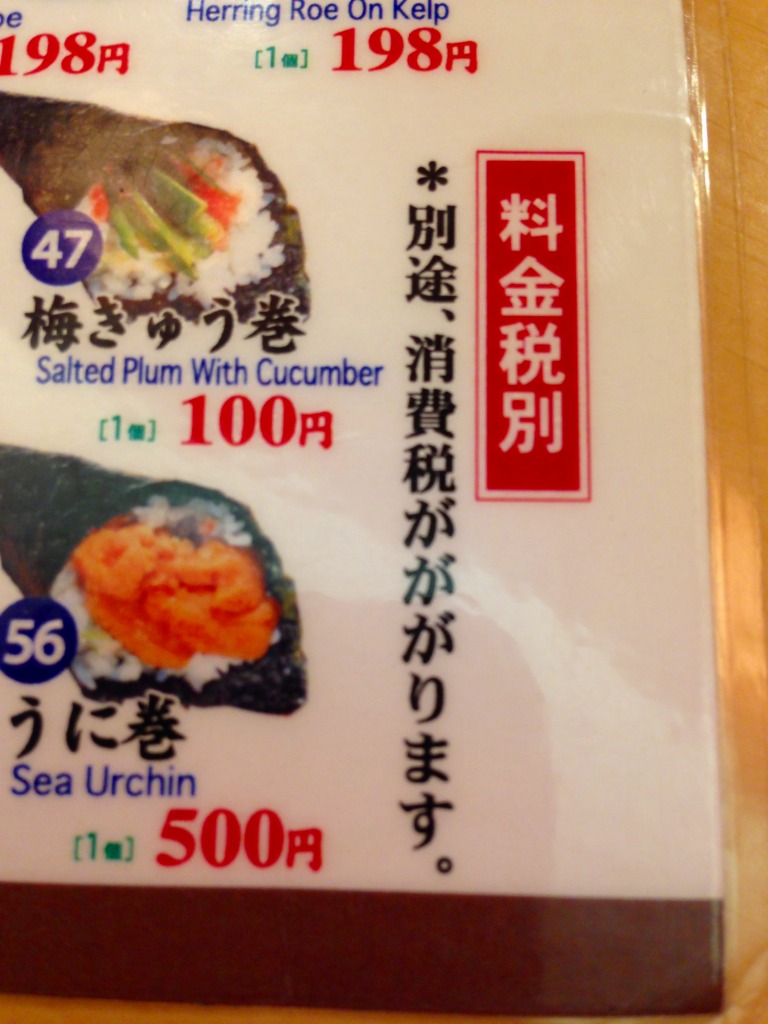 oe
198円
Herring Roe On Kelp
[1個] 198円
47
梅きゅう巻
Salted Plum With Cucumber
[1個] 100円
56
うに巻
Sea Urchin
[1個] 500円
料金税別
＊別途、消費税がががります。